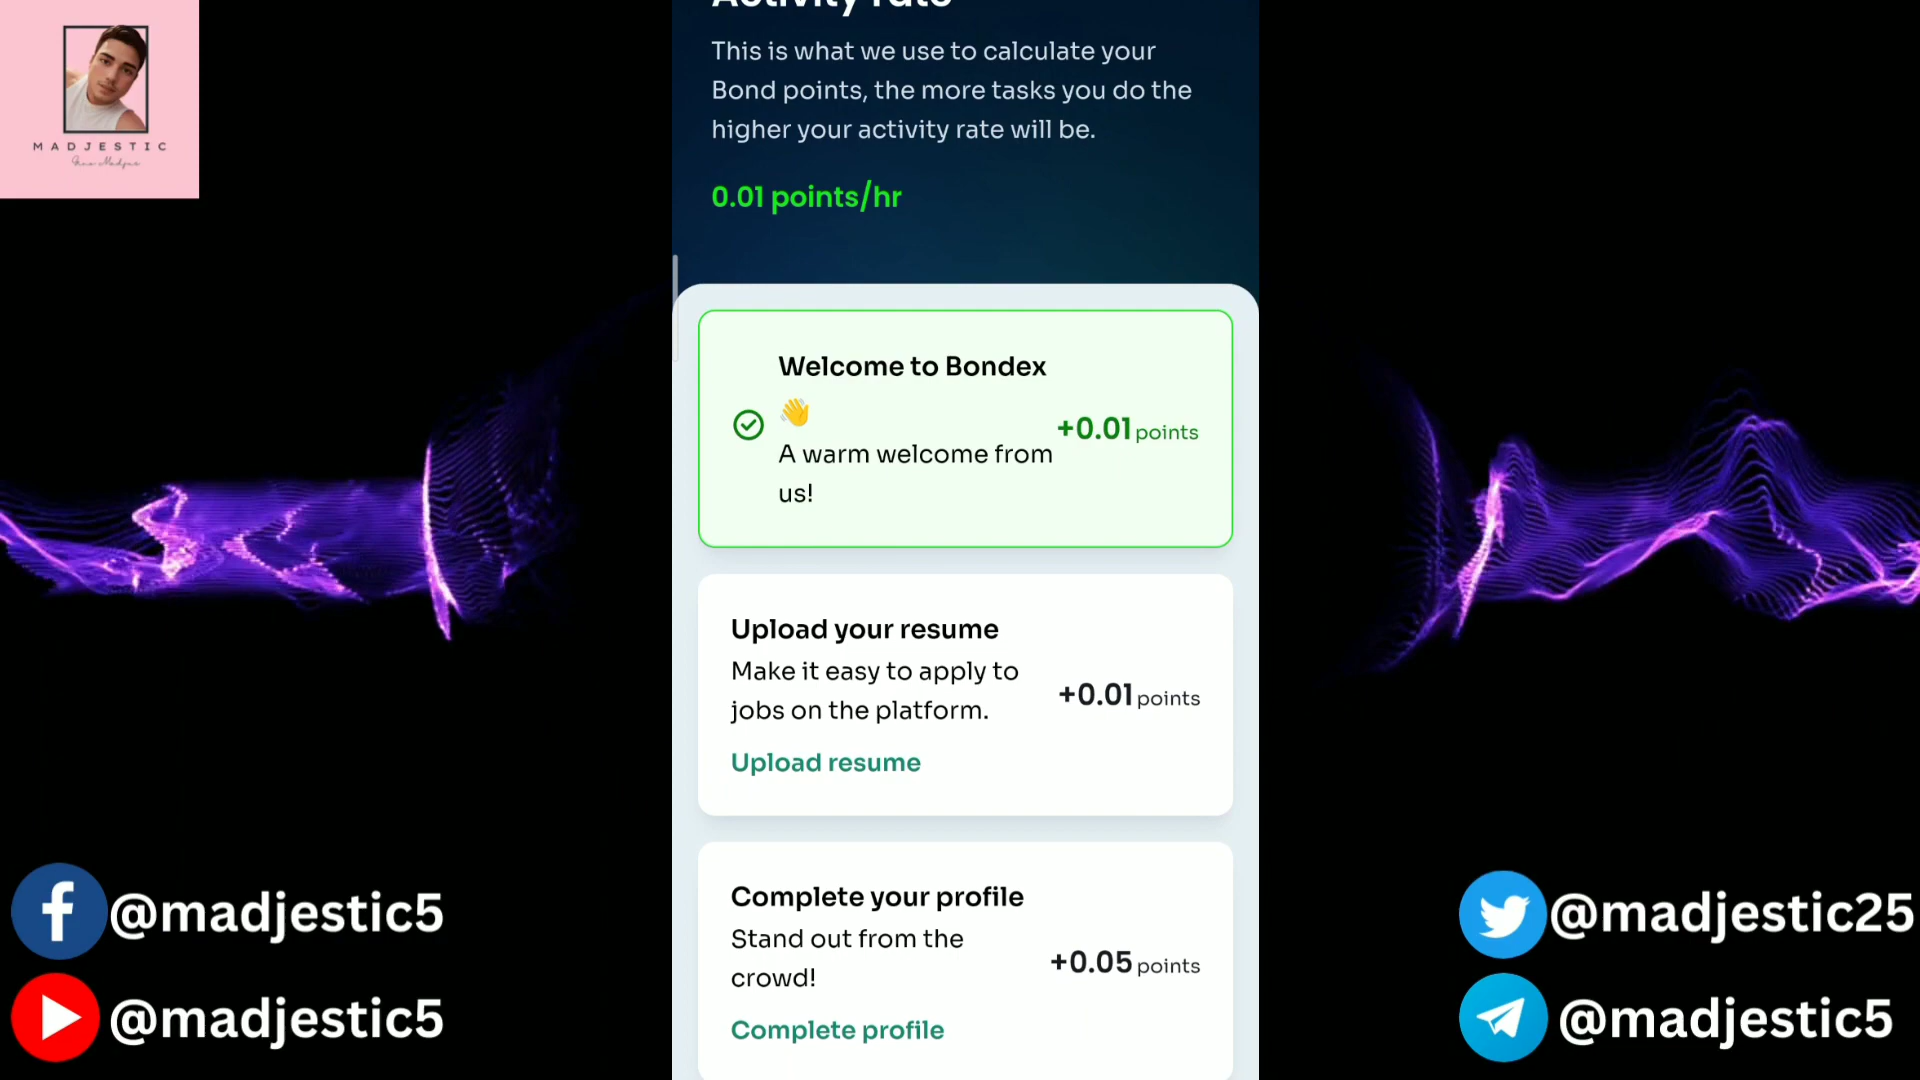 Activity rate
This is what we use to calculate your
Bond points, the more tasks you do the
higher your activity rate will be.
0.01 points/hr
Welcome to Bondex
👋
A warm welcome from
us!
+0.01 points
Upload your resume
Make it easy to apply to
jobs on the platform.
+0.01 points
Upload resume
Complete your profile
Stand out from the
crowd!
+0.05 points
Complete profile
MADJESTIC
@madjestic5
@madjestic5
@madjestic25
@madjestic5